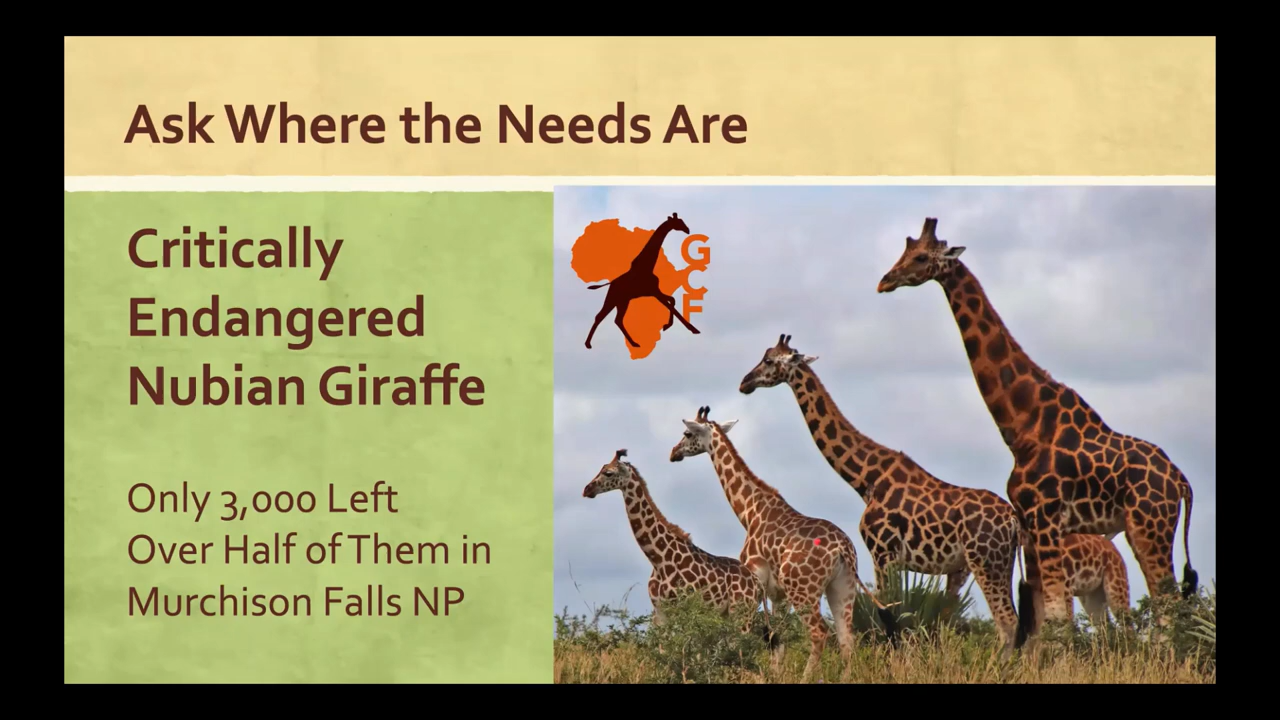 Ask Where the Needs Are
Critically
Endangered
Nubian Giraffe
Only 3,000 Left
Over Half of Them in
Murchison Falls NP
GCF